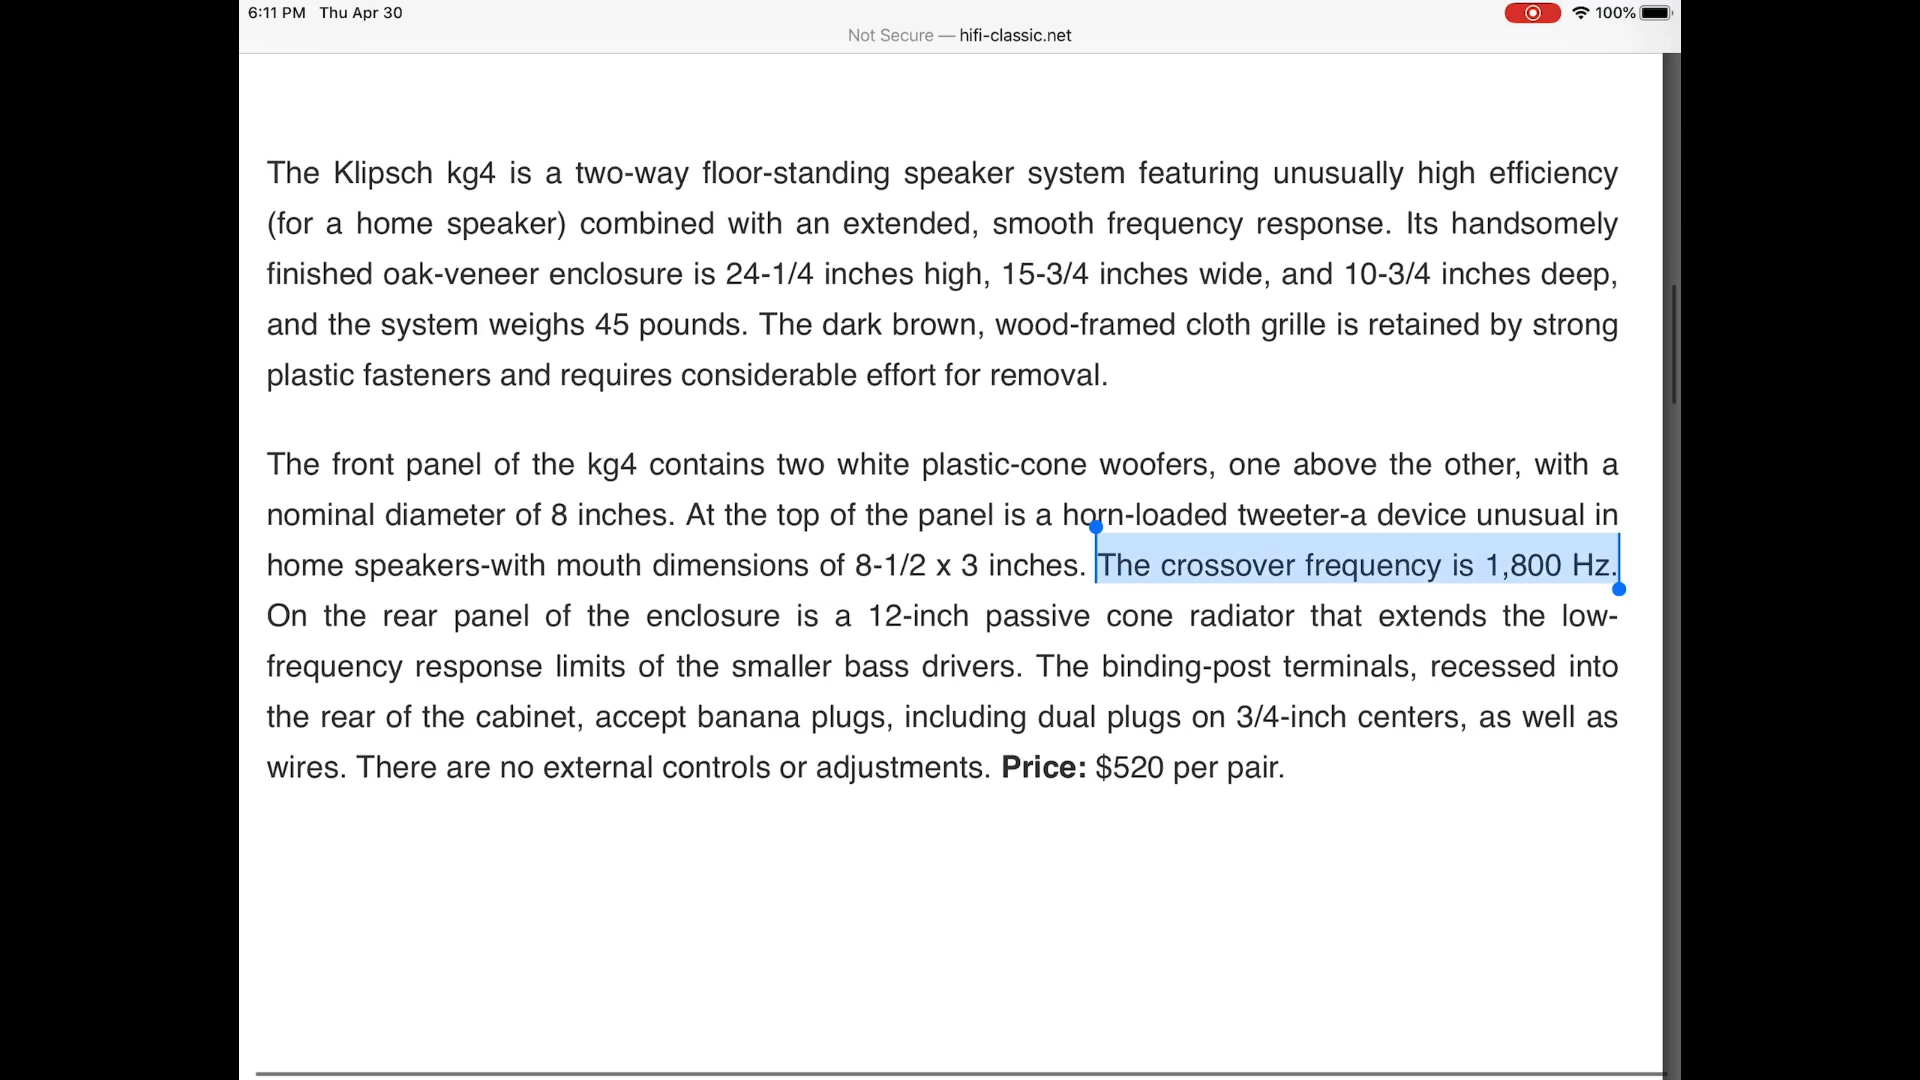 6:11 PM Thu Apr 30
100%
Not Secure — hifi-classic.net
The Klipsch kg4 is a two-way floor-standing speaker system featuring unusually high efficiency
(for a home speaker) combined with an extended, smooth frequency response. Its handsomely
finished oak-veneer enclosure is 24-1/4 inches high, 15-3/4 inches wide, and 10-3/4 inches deep,
and the system weighs 45 pounds. The dark brown, wood-framed cloth grille is retained by strong
plastic fasteners and requires considerable effort for removal.
The front panel of the kg4 contains two white plastic-cone woofers, one above the other, with a
nominal diameter of 8 inches. At the top of the panel is a horn-loaded tweeter-a device unusual in
home speakers-with mouth dimensions of 8-1/2 x 3 inches. The crossover frequency is 1,800 Hz.
On the rear panel of the enclosure is a 12-inch passive cone radiator that extends the low-
frequency response limits of the smaller bass drivers. The binding-post terminals, recessed into
the rear of the cabinet, accept banana plugs, including dual plugs on 3/4-inch centers, as well as
wires. There are no external controls or adjustments. Price: $520 per pair.